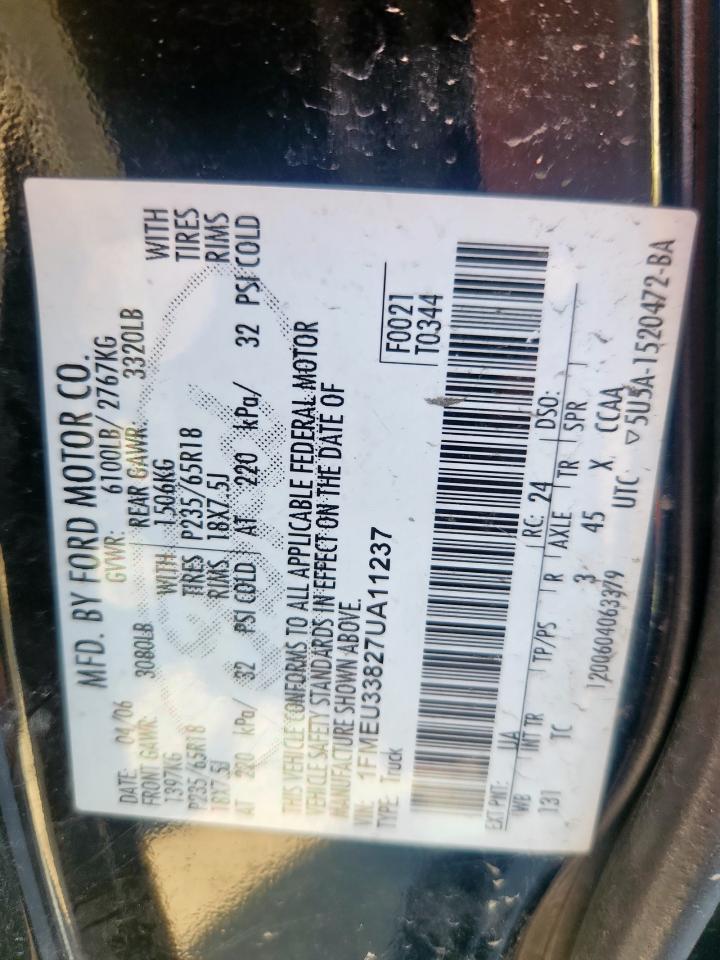 MFD. BY FORD MOTOR CO.
DATE: 04/06 GVWR: 6100LB/2767KG
FRONT GAWR: 3080LB REAR GAWR: 3320LB
1397KG WITH 1506KG WITH
P235/65R18 TIRES P235/65R18 TIRES
18X7.5J RIMS 18X7.5J RIMS
AT 220 kPa/ 32 PSI COLD AT 220 kPa/ 32 PSI COLD
THIS VEHICLE CONFORMS TO ALL APPLICABLE FEDERAL MOTOR
VEHICLE SAFETY STANDARDS IN EFFECT ON THE DATE OF
MANUFACTURE SHOWN ABOVE.
VIN: 1FMEU33827UA11237
TYPE: Truck
F0021
T0344
EXT PNT: UA RC: 24 DSO:
WB INT TR TP/PS R AXLE TR SPR
131 TC 3 45 X CCAA
1200604063379 UTC ▽5U5A-1520472-BA